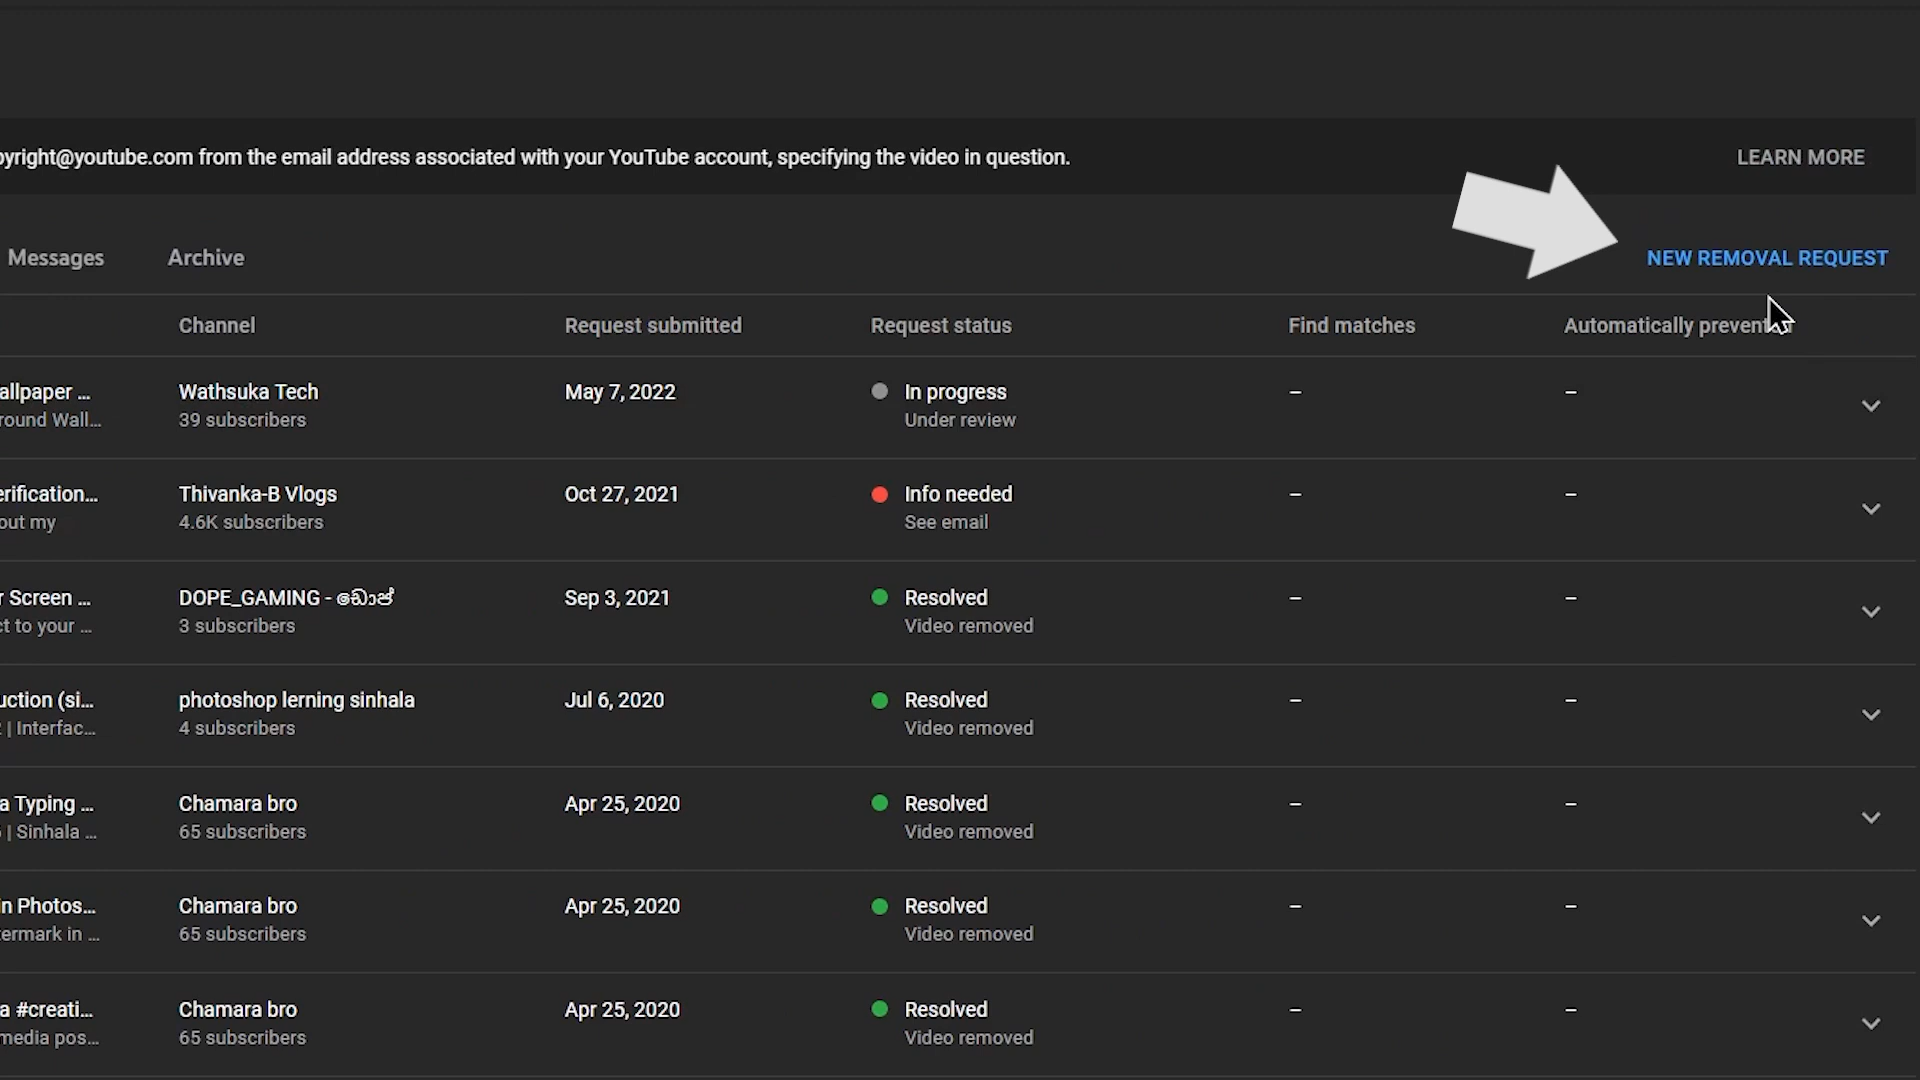 pyright@youtube.com from the email address associated with your YouTube account, specifying the video in question.
LEARN MORE
Messages
Archive
NEW REMOVAL REQUEST
Channel
Request submitted
Request status
Find matches
Automatically prevent
allpaper ...
Wathsuka Tech
May 7, 2022
In progress
–
–
round Wall...
39 subscribers
Under review
erification...
Thivanka-B Vlogs
Oct 27, 2021
Info needed
–
–
out my
4.6K subscribers
See email
r Screen ...
DOPE_GAMING - ඩොප්
Sep 3, 2021
Resolved
–
–
ct to your ...
3 subscribers
Video removed
uction (si...
photoshop lerning sinhala
Jul 6, 2020
Resolved
–
–
| Interfac...
4 subscribers
Video removed
a Typing ...
Chamara bro
Apr 25, 2020
Resolved
–
–
| Sinhala ...
65 subscribers
Video removed
in Photos...
Chamara bro
Apr 25, 2020
Resolved
–
–
termark in ...
65 subscribers
Video removed
a #creati...
Chamara bro
Apr 25, 2020
Resolved
–
–
media pos...
65 subscribers
Video removed